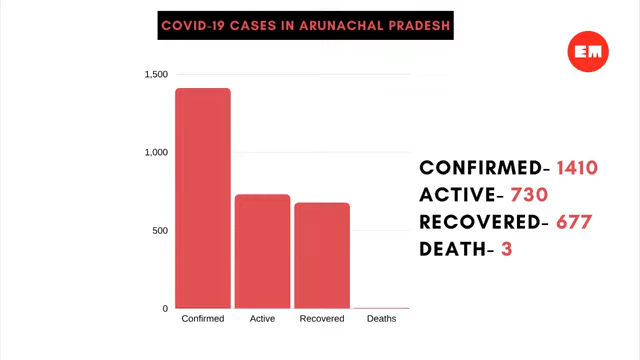 COVID-19 CASES IN ARUNACHAL PRADESH
EM
1,500
1,000
500
0
Confirmed Active Recovered Deaths
CONFIRMED- 1410
ACTIVE- 730
RECOVERED- 677
DEATH- 3